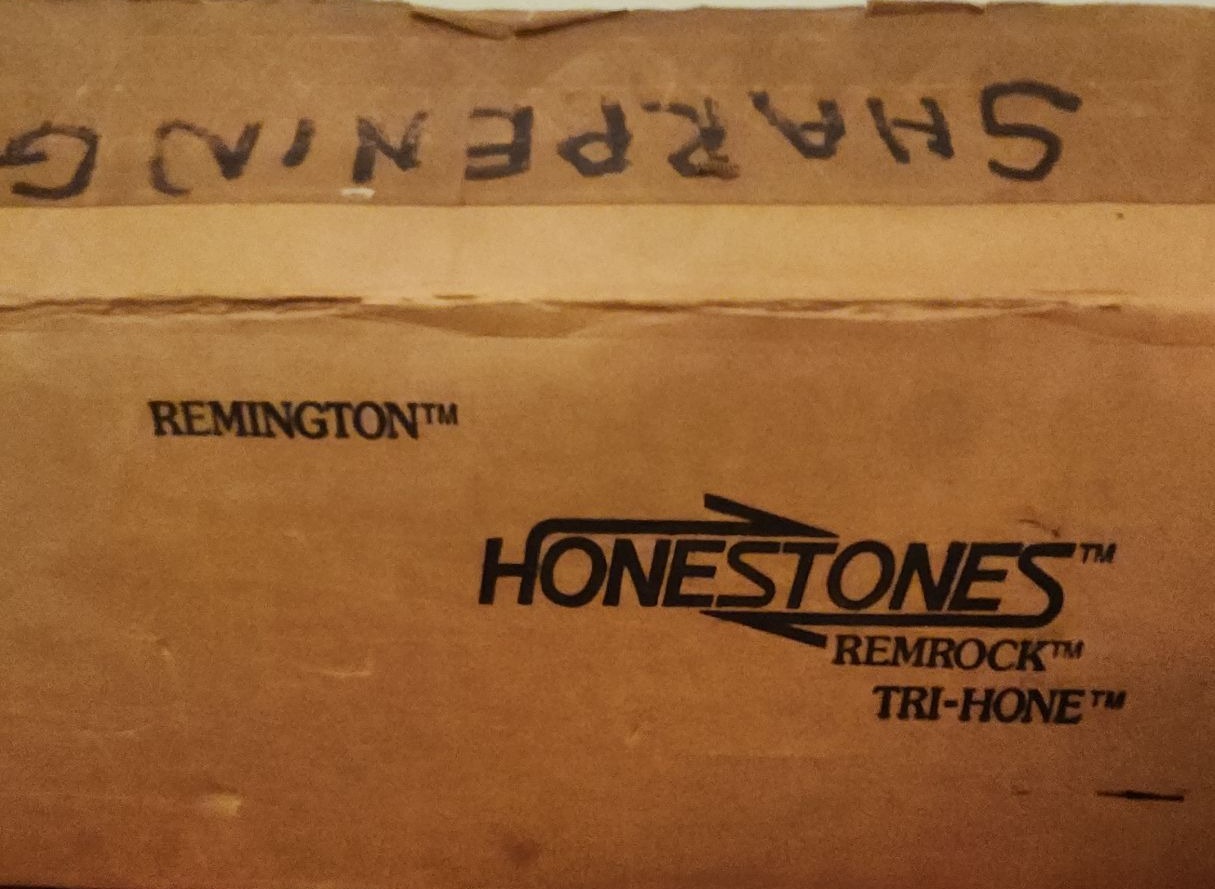 SHARPENING
REMINGTON™
HONESTONES™
REMROCK™
TRI-HONE™